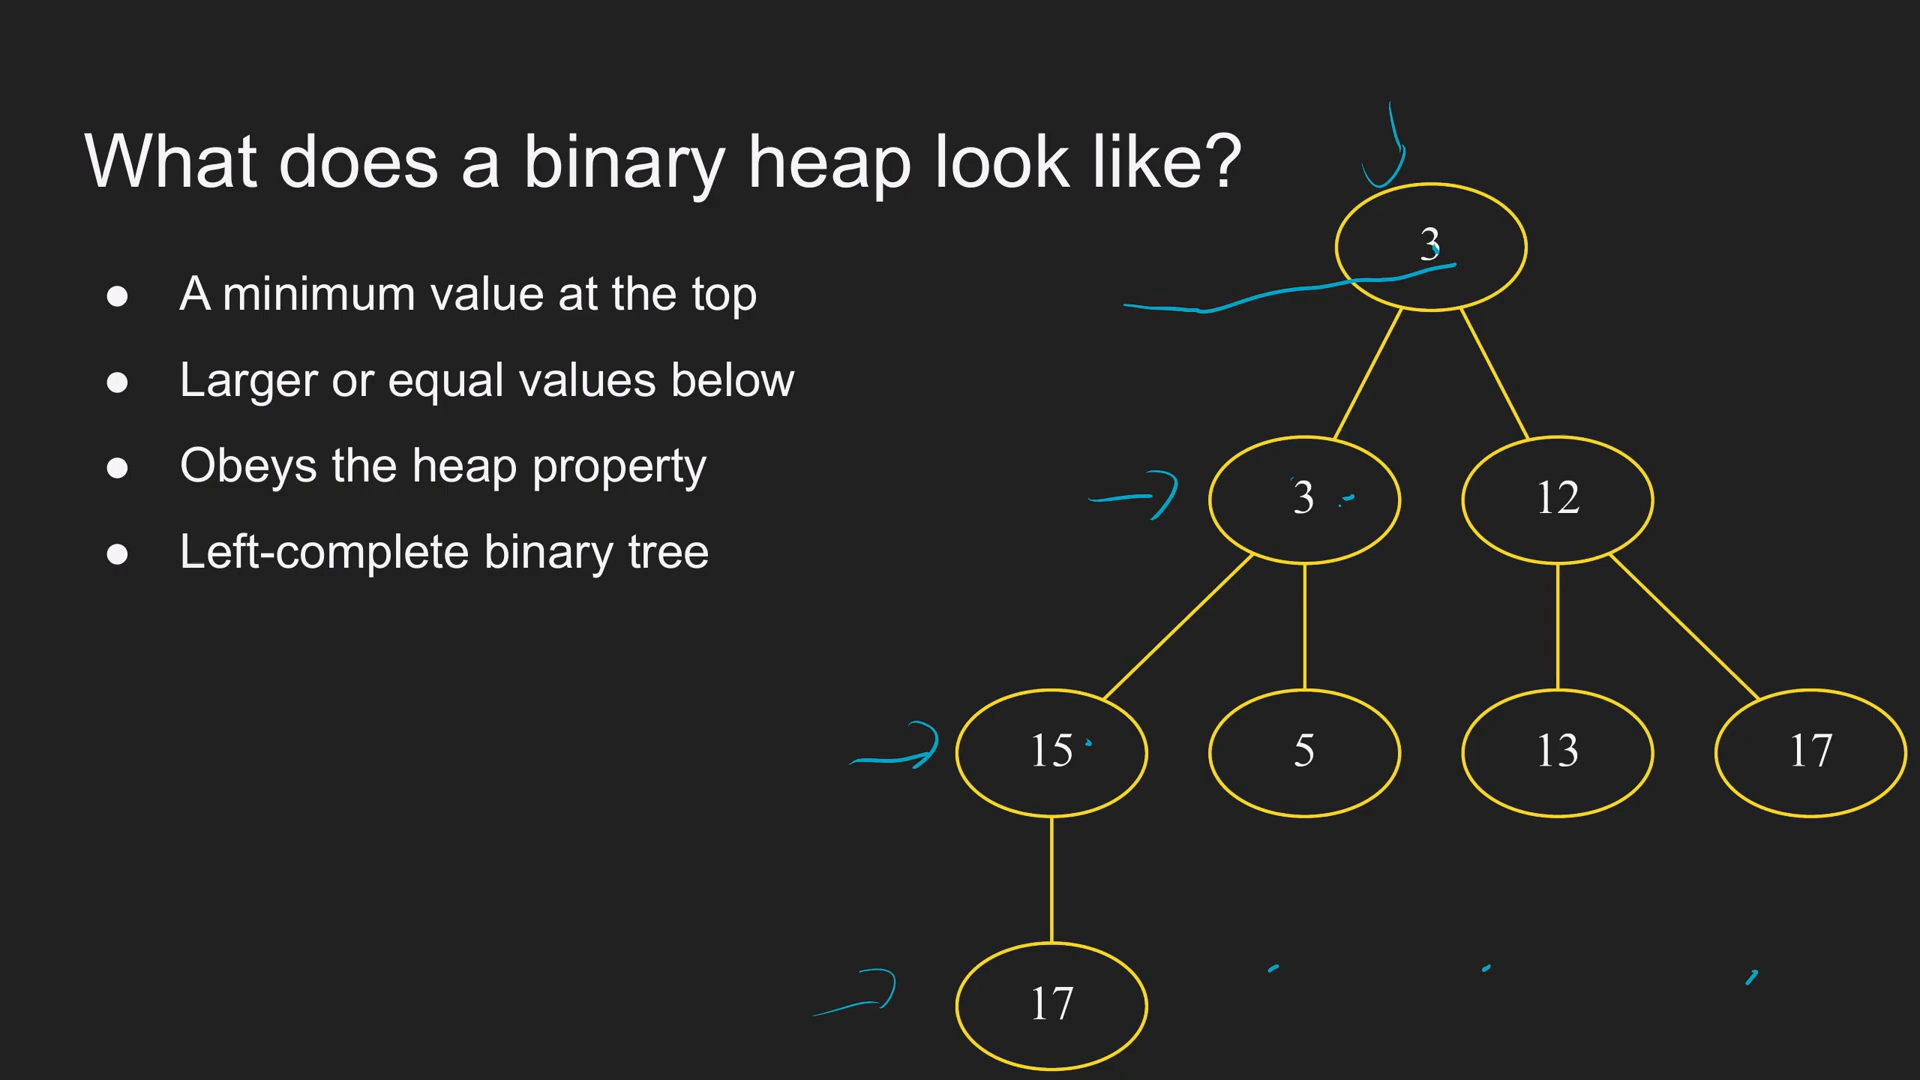 What does a binary heap look like?
● A minimum value at the top
● Larger or equal values below
● Obeys the heap property
● Left-complete binary tree
3
3 12
15 5 13 17
17